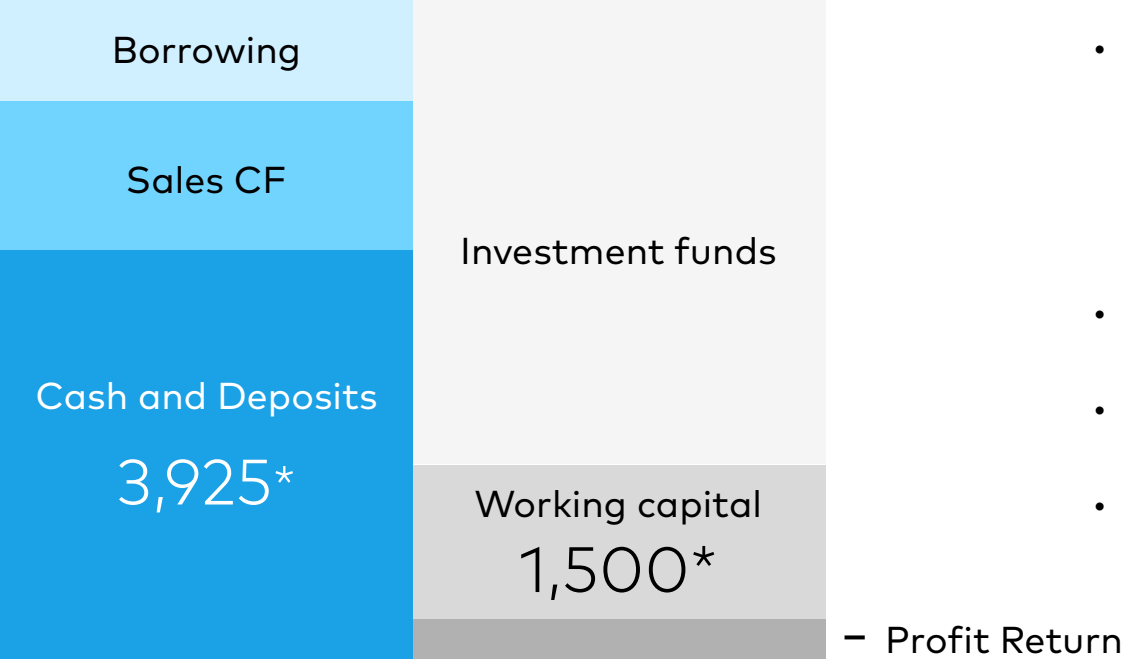 Borrowing
Sales CF
Cash and Deposits
3,925*
Investment funds
Working capital
1,500*
– Profit Return
•
•
•
•